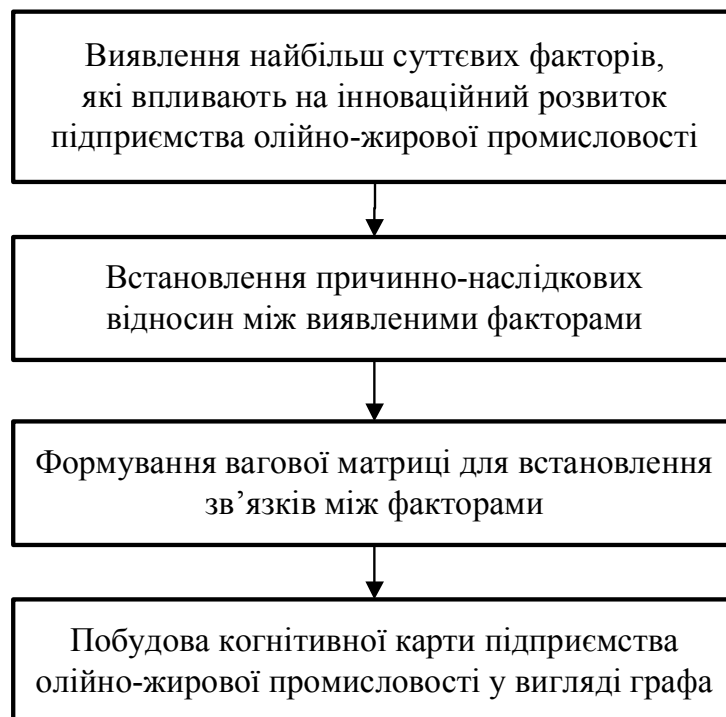 Виявлення найбільш суттєвих факторів,
які впливають на інноваційний розвиток
підприємства олійно-жирової промисловості
Встановлення причинно-наслідкових
відносин між виявленими факторами
Формування вагової матриці для встановлення
зв’язків між факторами
Побудова когнітивної карти підприємства
олійно-жирової промисловості у вигляді графа